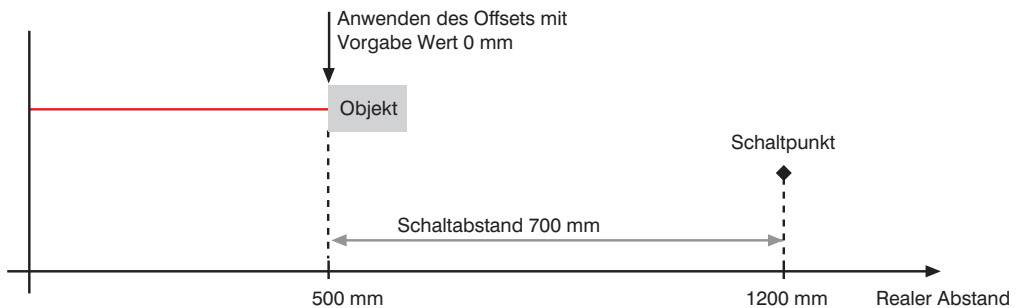 Anwenden des Offsets mit
Vorgabe Wert 0 mm
Objekt
Schaltpunkt
Schaltabstand 700 mm
500 mm
1200 mm
Realer Abstand